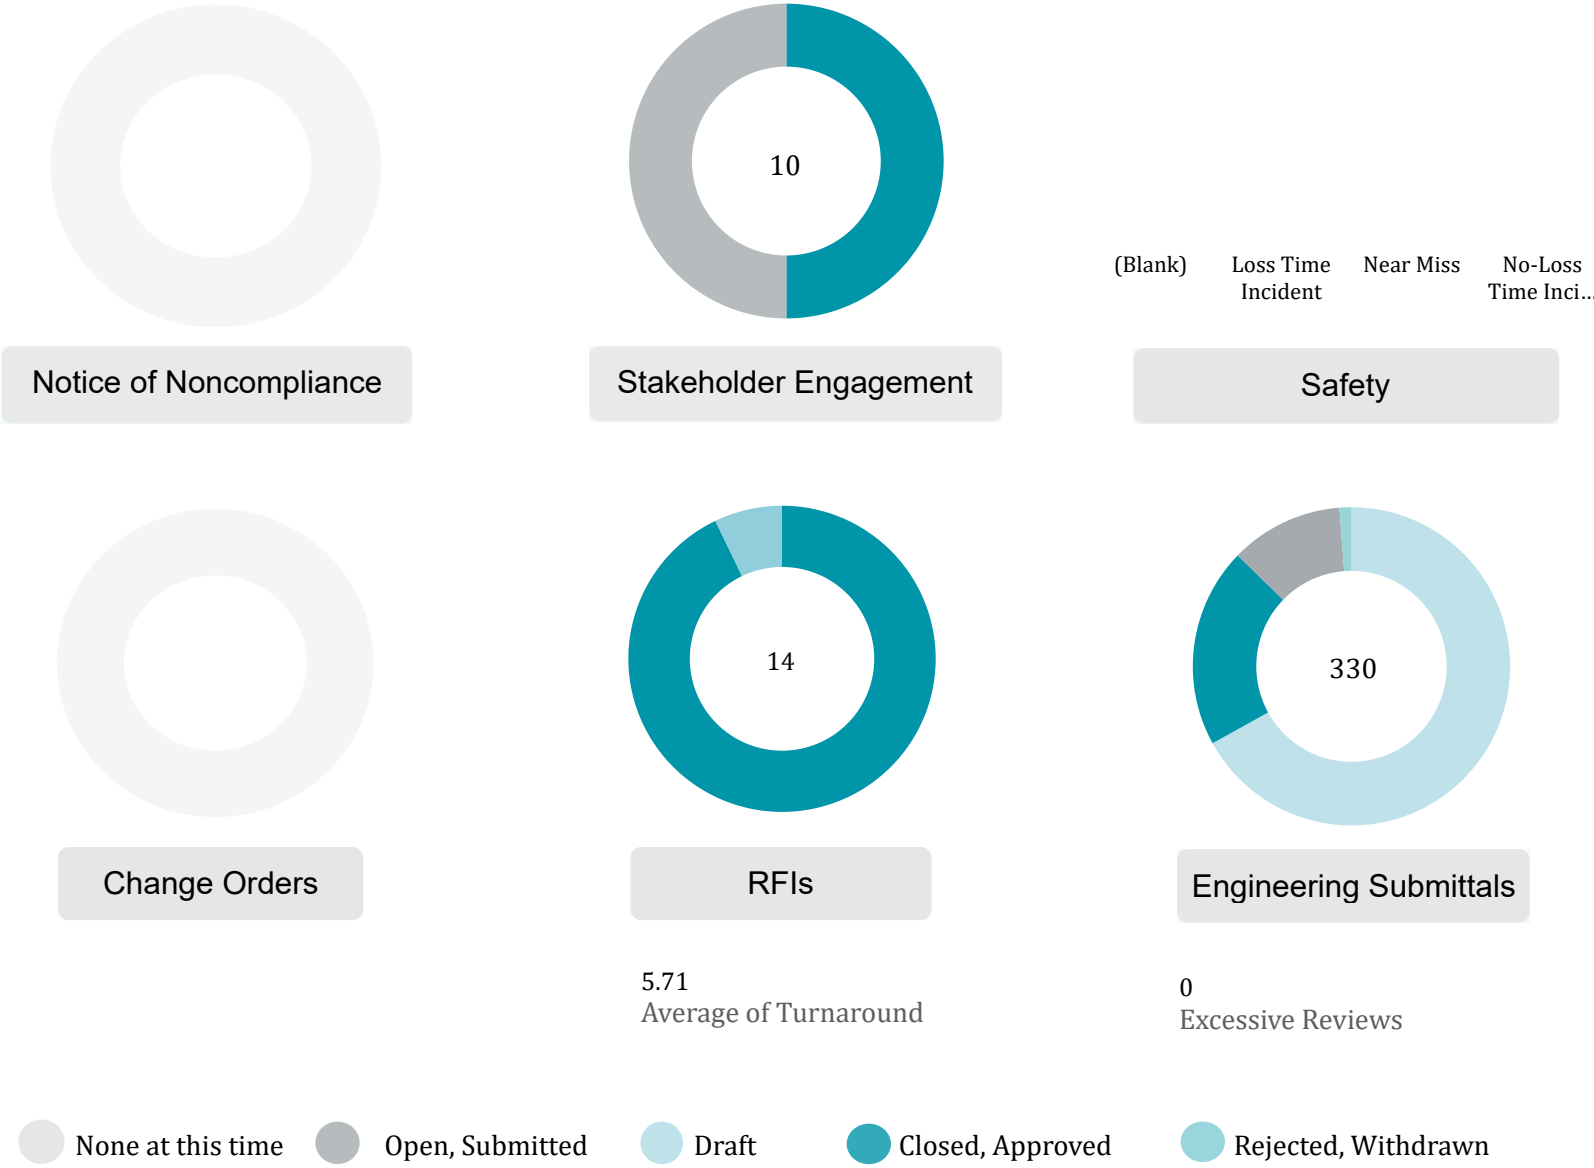 10
(Blank)
Loss Time
Incident
Near Miss
No-Loss
Time Inci...
Notice of Noncompliance
Stakeholder Engagement
Safety
14
330
Change Orders
RFIs
Engineering Submittals
5.71
Average of Turnaround
0
Excessive Reviews
None at this time
Open, Submitted
Draft
Closed, Approved
Rejected, Withdrawn